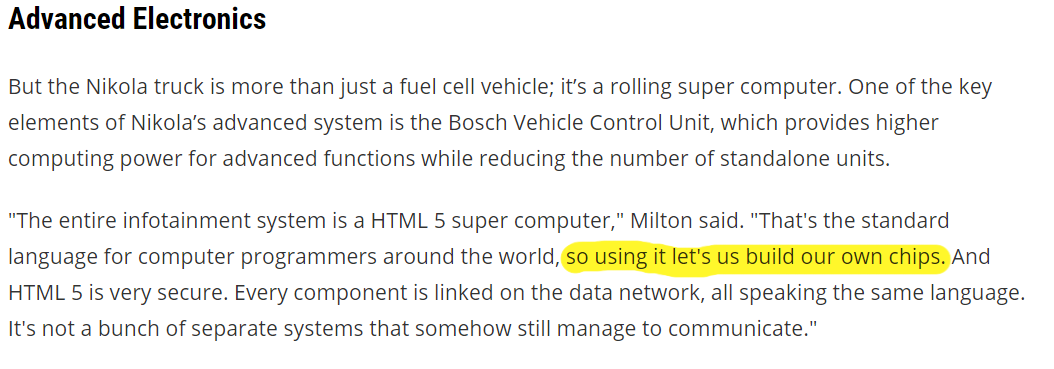 Advanced Electronics
But the Nikola truck is more than just a fuel cell vehicle; it’s a rolling super computer. One of the key
elements of Nikola’s advanced system is the Bosch Vehicle Control Unit, which provides higher
computing power for advanced functions while reducing the number of standalone units.
"The entire infotainment system is a HTML 5 super computer," Milton said. "That's the standard
language for computer programmers around the world, so using it let's us build our own chips. And
HTML 5 is very secure. Every component is linked on the data network, all speaking the same language.
It's not a bunch of separate systems that somehow still manage to communicate."